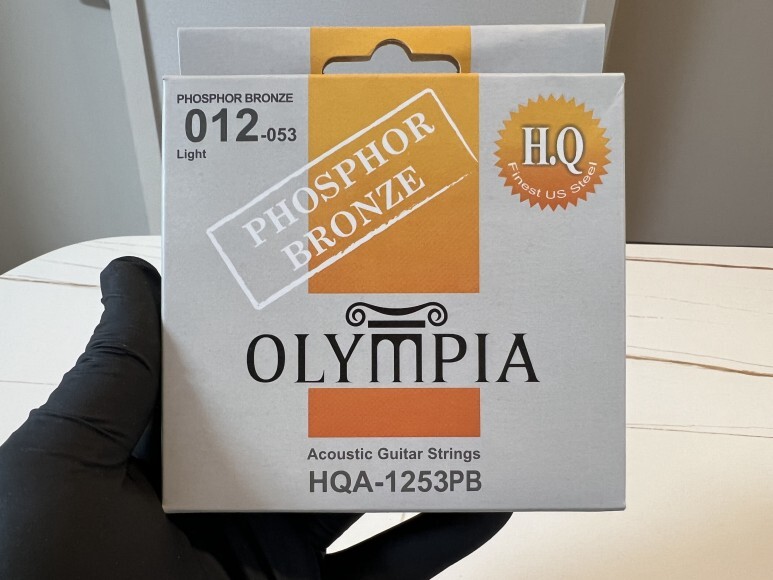 PHOSPHOR BRONZE
012-053
Light
PHOSPHOR
BRONZE
H.Q
Finest US Steel
OLYMPIA
Acoustic Guitar Strings
HQA-1253PB